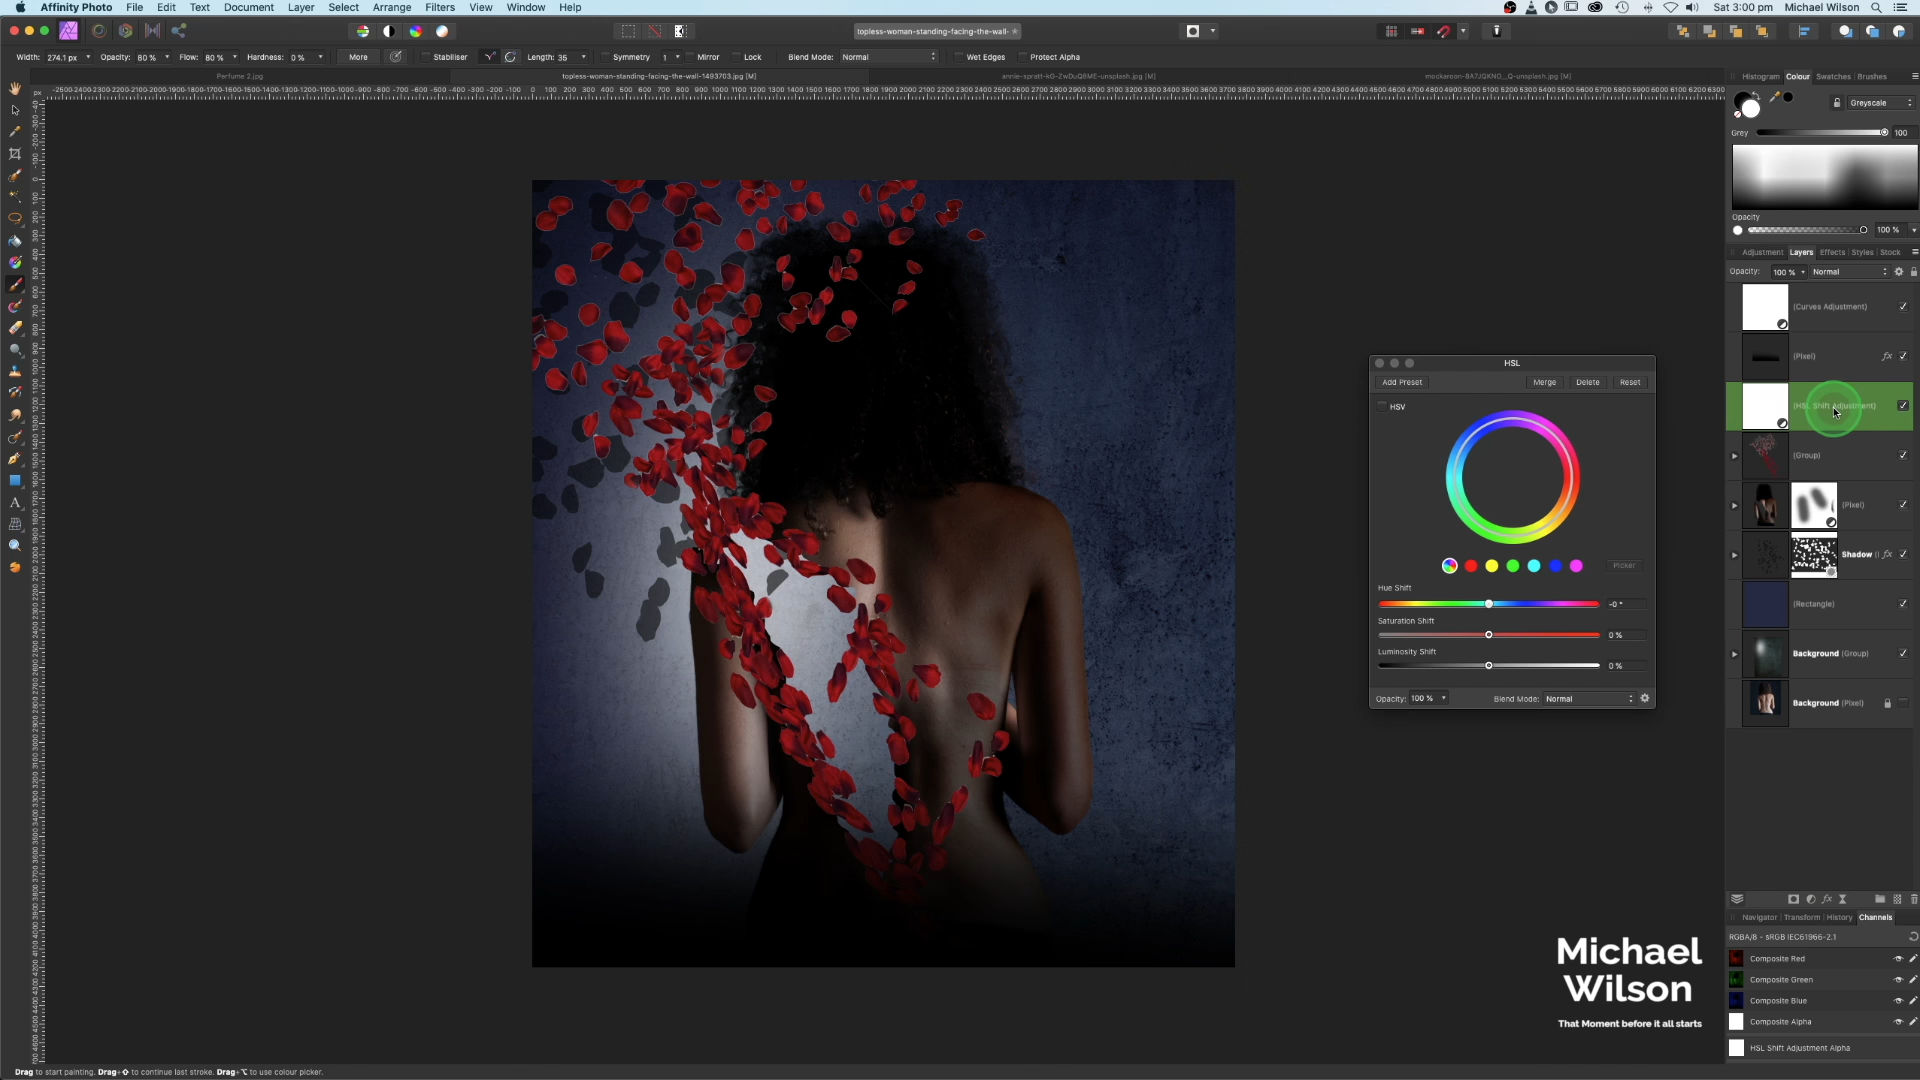 Affinity Photo File Edit Text Document Layer Select Arrange Filters View Window Help Sat 3:00 pm Michael Wilson
topless-woman-standing-facing-the-wall-
Width: 274.1 px Opacity: 80 % Flow: 80 % Hardness: 0 % More Stabiliser Length: 35 Symmetry 1 Mirror Lock Blend Mode: Normal Wet Edges Protect Alpha
Perfume 2.jpg topless-woman-standing-facing-the-wall-1493703.jpg [M] annie-spratt-kG-ZwDuQ8ME-unsplash.jpg [M] mockaroon-8A7JQKNG__Q-unsplash.jpg [M]
Histogram Colour Swatches Brushes
px
Greyscale
Grey 100
Opacity
100 %
Adjustment Layers Effects Styles Stock
Opacity: 100 % Normal
(Curves Adjustment)
(Pixel) fx
(HSL Shift Adjustment)
(Group)
(Pixel)
Shadow ( fx
(Rectangle)
Background (Group)
Background (Pixel)
HSL
Add Preset Merge Delete Reset
HSV
Picker
Hue Shift
-0 °
Saturation Shift
0 %
Luminosity Shift
0 %
Opacity: 100 % Blend Mode: Normal
fx
Navigator Transform History Channels
RGBA/8 - sRGB IEC61966-2.1
Composite Red
Composite Green
Composite Blue
Composite Alpha
HSL Shift Adjustment Alpha
Michael
Wilson
That Moment before it all starts
Drag to start painting. Drag+⇧ to continue last stroke. Drag+⌥ to use colour picker.